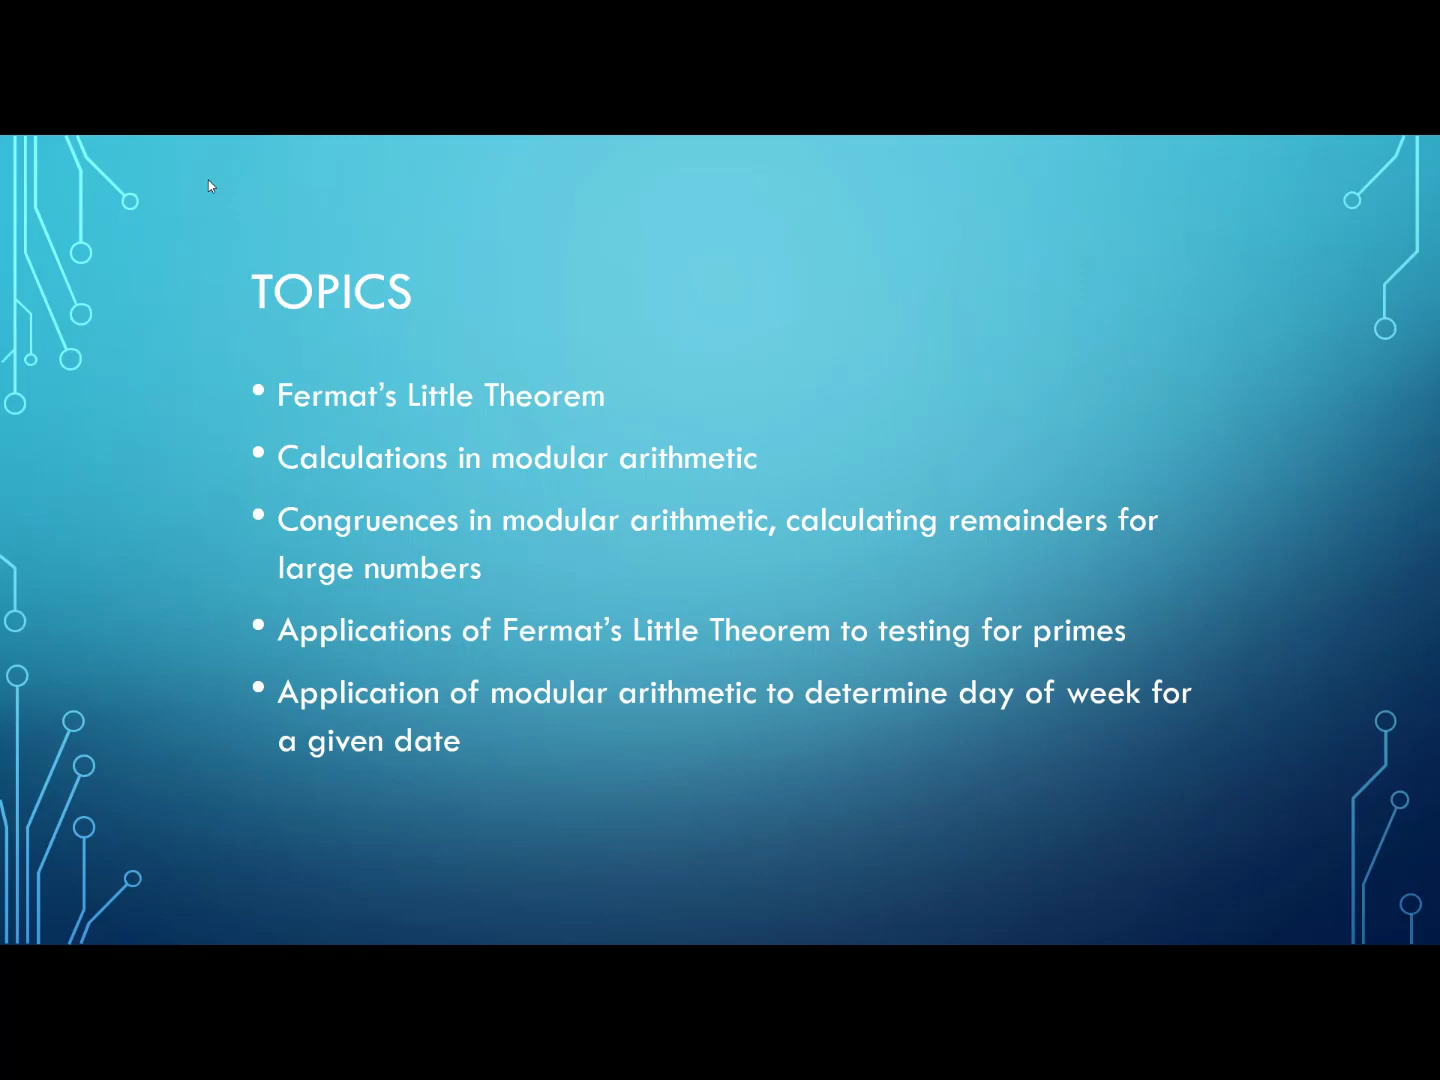 TOPICS
• Fermat’s Little Theorem
• Calculations in modular arithmetic
• Congruences in modular arithmetic, calculating remainders for
large numbers
• Applications of Fermat’s Little Theorem to testing for primes
• Application of modular arithmetic to determine day of week for
a given date